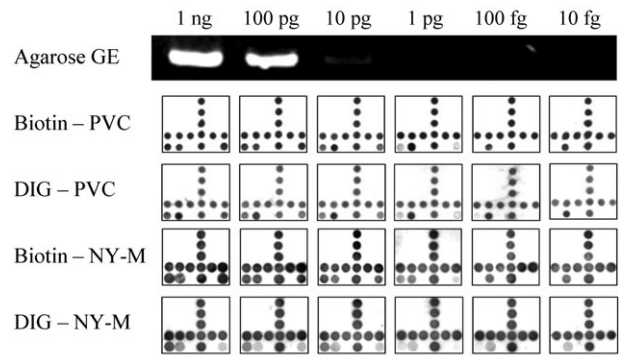 1 ng 100 pg 10 pg 1 pg 100 fg 10 fg
Agarose GE
Biotin – PVC
DIG – PVC
Biotin – NY-M
DIG – NY-M